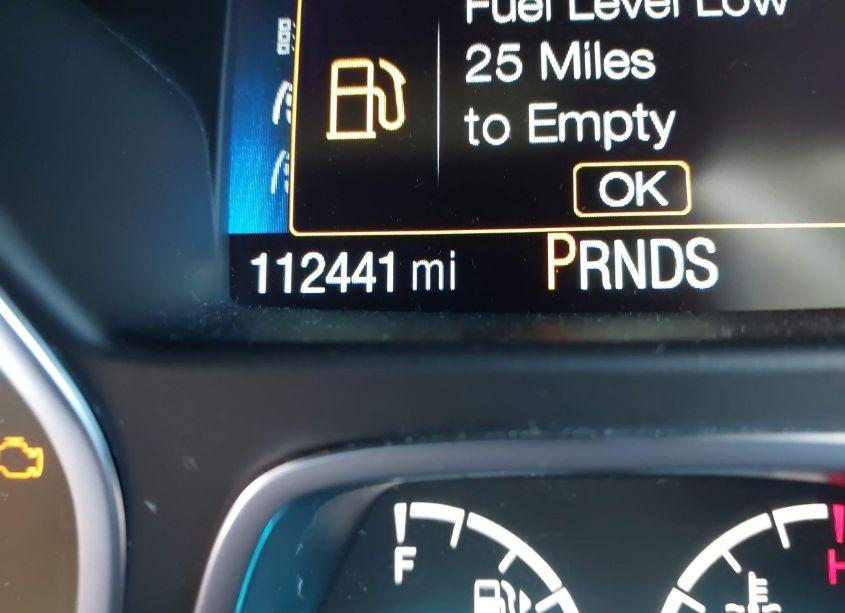 Fuel Level Low
25 Miles
to Empty
OK
112441 mi PRNDS
F
H